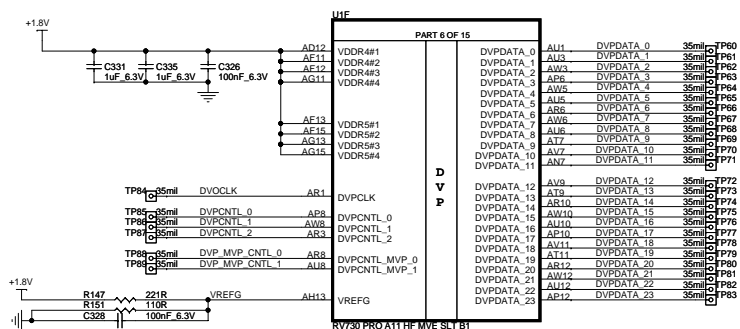 U1F
+1.8V
PART 6 OF 15
C331
1uF_6.3V
C335
1uF_6.3V
C326
100nF_6.3V
AD12 VDDR4#1
AF11 VDDR4#2
AF12 VDDR4#3
AG11 VDDR4#4
AF13 VDDR5#1
AF15 VDDR5#2
AG13 VDDR5#3
AG15 VDDR5#4
TP84 35mil DVOCLK AR1 DVPCLK
TP85 35mil DVPCNTL_0 AP8 DVPCNTL_0
TP86 35mil DVPCNTL_1 AW8 DVPCNTL_1
TP87 35mil DVPCNTL_2 AR3 DVPCNTL_2
TP88 35mil DVP_MVP_CNTL_0 AR8 DVPCNTL_MVP_0
TP89 35mil DVP_MVP_CNTL_1 AU8 DVPCNTL_MVP_1
+1.8V
R147 221R VREFG AH13 VREFG
R151 110R
C328 100nF_6.3V
DVP
DVPDATA_0 AU1 DVPDATA_0 35mil TP60
DVPDATA_1 AU3 DVPDATA_1 35mil TP61
DVPDATA_2 AW3 DVPDATA_2 35mil TP62
DVPDATA_3 AP6 DVPDATA_3 35mil TP63
DVPDATA_4 AW5 DVPDATA_4 35mil TP64
DVPDATA_5 AU5 DVPDATA_5 35mil TP65
DVPDATA_6 AR6 DVPDATA_6 35mil TP66
DVPDATA_7 AW6 DVPDATA_7 35mil TP67
DVPDATA_8 AU6 DVPDATA_8 35mil TP68
DVPDATA_9 AT7 DVPDATA_9 35mil TP69
DVPDATA_10 AV7 DVPDATA_10 35mil TP70
DVPDATA_11 AN7 DVPDATA_11 35mil TP71
DVPDATA_12 AV9 DVPDATA_12 35mil TP72
DVPDATA_13 AT9 DVPDATA_13 35mil TP73
DVPDATA_14 AR10 DVPDATA_14 35mil TP74
DVPDATA_15 AW10 DVPDATA_15 35mil TP75
DVPDATA_16 AU10 DVPDATA_16 35mil TP76
DVPDATA_17 AP10 DVPDATA_17 35mil TP77
DVPDATA_18 AV11 DVPDATA_18 35mil TP78
DVPDATA_19 AT11 DVPDATA_19 35mil TP79
DVPDATA_20 AR12 DVPDATA_20 35mil TP80
DVPDATA_21 AW12 DVPDATA_21 35mil TP81
DVPDATA_22 AU12 DVPDATA_22 35mil TP82
DVPDATA_23 AP12 DVPDATA_23 35mil TP83
RV730 PRO A11 HF MVE SLT B1